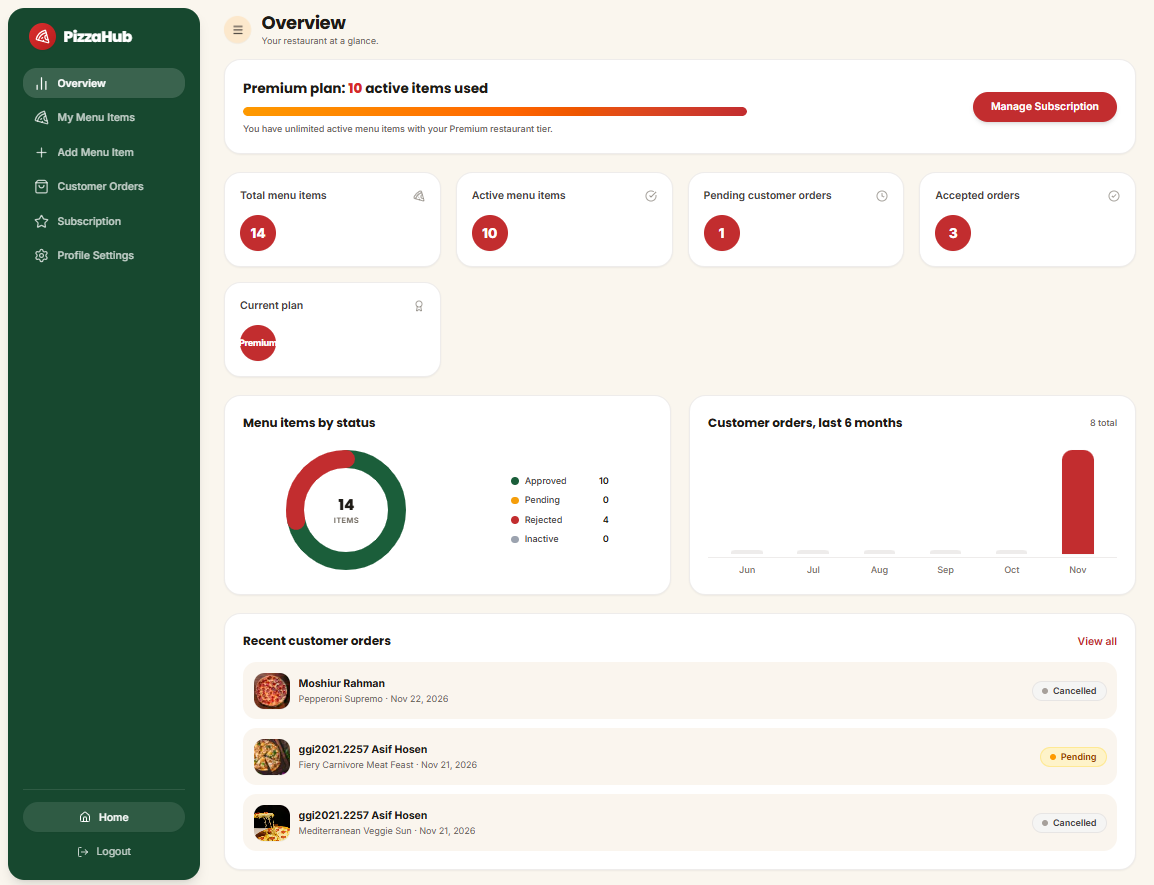 PizzaHub
Overview
My Menu Items
Add Menu Item
Customer Orders
Subscription
Profile Settings
Home
Logout
Overview
Your restaurant at a glance.
Premium plan: 10 active items used
You have unlimited active menu items with your Premium restaurant tier.
Manage Subscription
Total menu items
14
Active menu items
10
Pending customer orders
1
Accepted orders
3
Current plan
Premium
Menu items by status
14
ITEMS
Approved 10
Pending 0
Rejected 4
Inactive 0
Customer orders, last 6 months
8 total
Jun Jul Aug Sep Oct Nov
Recent customer orders
View all
Moshiur Rahman
Pepperoni Supremo · Nov 22, 2026
Cancelled
ggi2021.2257 Asif Hosen
Fiery Carnivore Meat Feast · Nov 21, 2026
Pending
ggi2021.2257 Asif Hosen
Mediterranean Veggie Sun · Nov 21, 2026
Cancelled